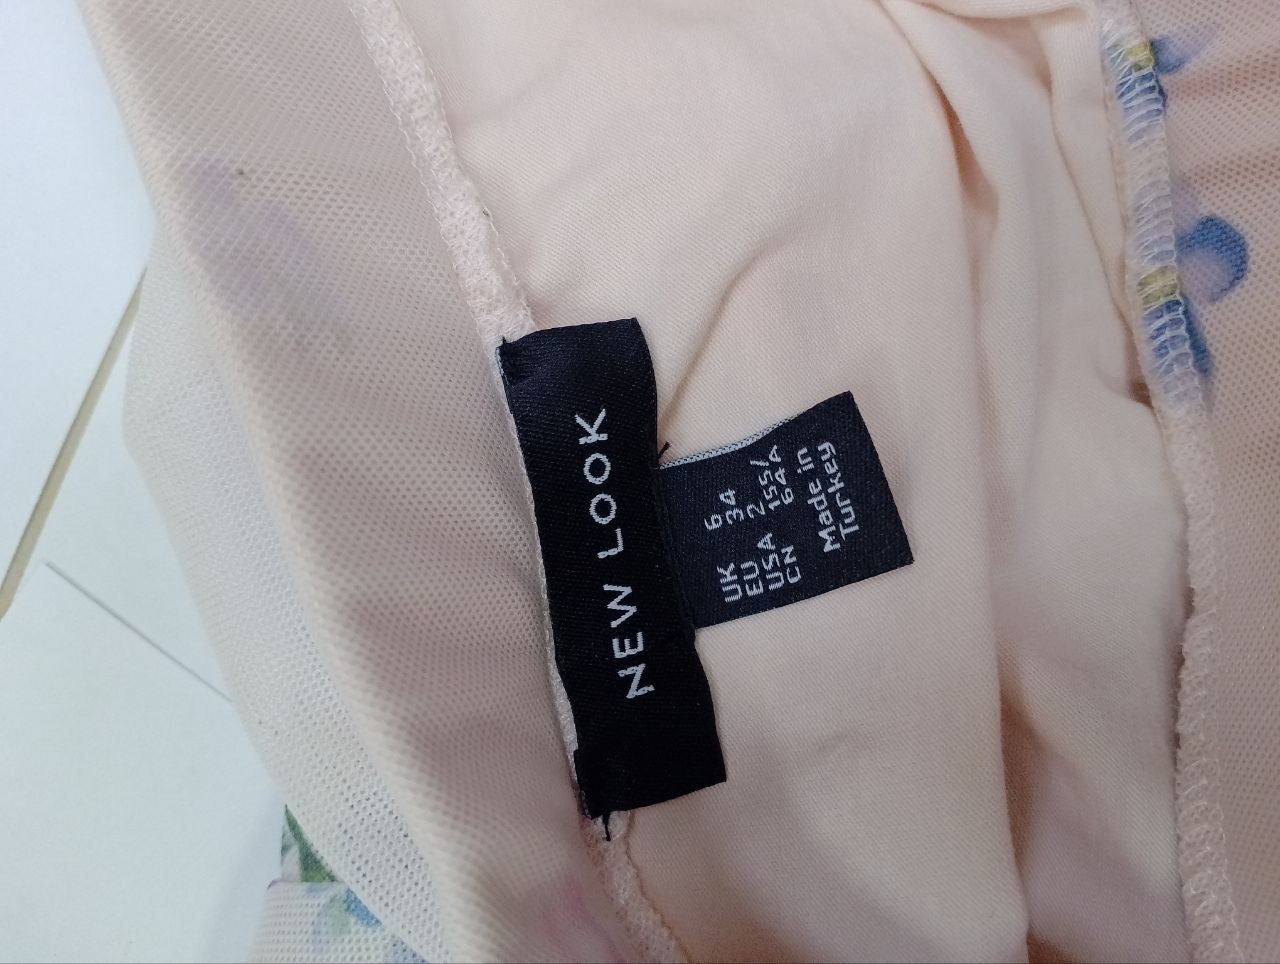 NEW LOOK
UK 6
EU 34
USA 2
CN 155/
64A
Made in
Turkey